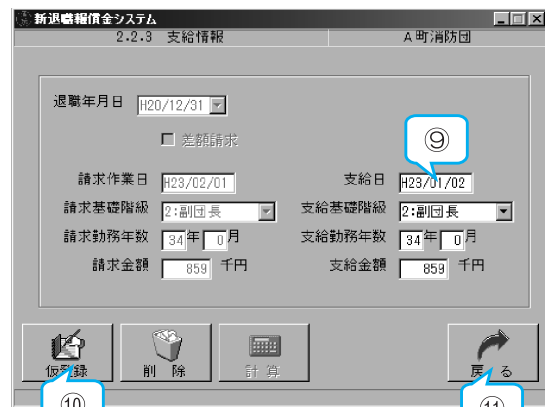 新退職報償金システム
2.2.3 支給情報 A町消防団
退職年月日 H20/12/31
差額請求
⑨
請求作業日 H23/02/01 支給日 H23/01/02
請求基礎階級 2:副団長 支給基礎階級 2:副団長
請求勤務年数 34年 0月 支給勤務年数 34年 0月
請求金額 859 千円 支給金額 859 千円
仮登録 削除 計算 戻る
⑩ ⑪